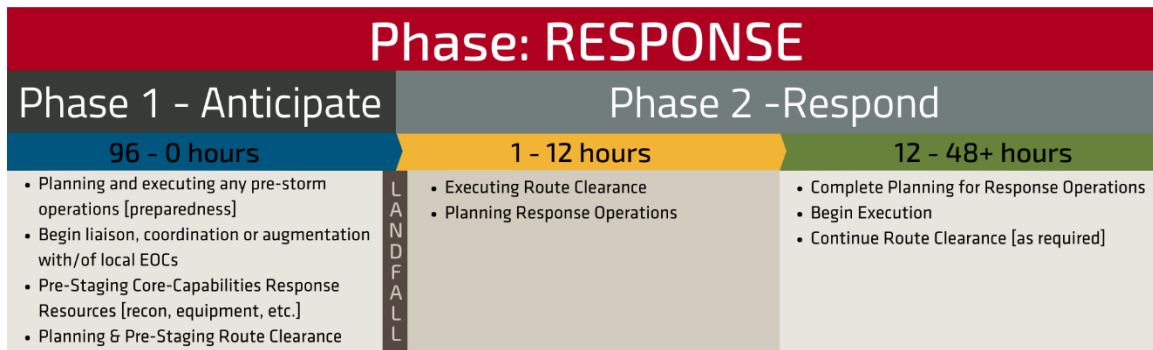 Phase: RESPONSE
Phase 1 - Anticipate
Phase 2 -Respond
96 - 0 hours
1 - 12 hours
12 - 48+ hours
• Planning and executing any pre-storm
operations [preparedness]
• Begin liaison, coordination or augmentation
with/of local EOCs
• Pre-Staging Core-Capabilities Response
Resources [recon, equipment, etc.]
• Planning & Pre-Staging Route Clearance
LANDFALL
• Executing Route Clearance
• Planning Response Operations
• Complete Planning for Response Operations
• Begin Execution
• Continue Route Clearance [as required]